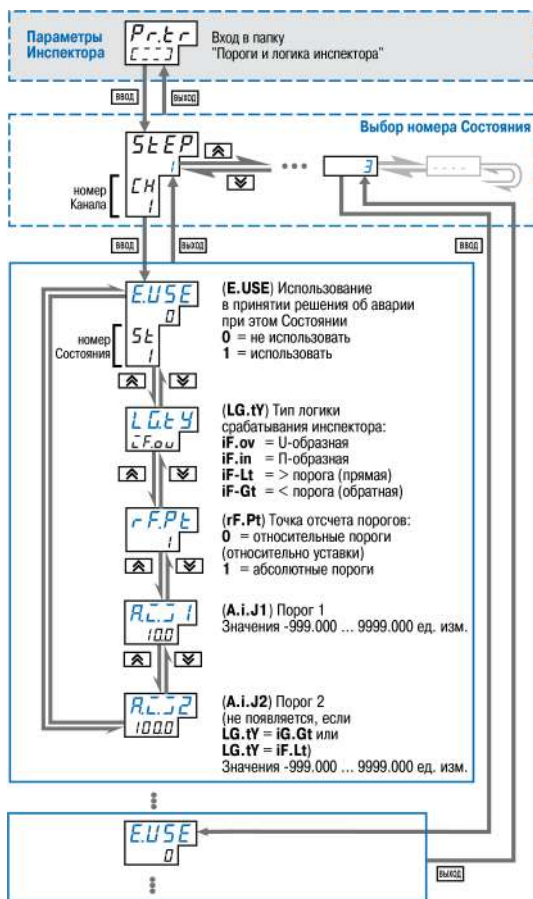 Параметры
Инспектора
Pr.tr
[---]
Вход в папку
"Пороги и логика инспектора"
ввод
выход
Выбор номера Состояния
StEP
1
номер
Канала
CH
1
•••
3
----
ввод
выход
ввод
E.USE
0
номер
Состояния
St
1
(E.USE) Использование
в принятии решения об аварии
при этом Состоянии
0 = не использовать
1 = использовать
LG.tY
iF.ou
(LG.tY) Тип логики
срабатывания инспектора:
iF.ov = U-образная
iF.in = П-образная
iF-Lt = > порога (прямая)
iF-Gt = < порога (обратная)
rF.Pt
1
(rF.Pt) Точка отсчета порогов:
0 = относительные пороги
(относительно уставки)
1 = абсолютные пороги
A.i.J1
10.0
(A.i.J1) Порог 1
Значения -999.000 ... 9999.000 ед. изм.
A.i.J2
100.0
(A.i.J2) Порог 2
(не появляется, если
LG.tY = iG.Gt или
LG.tY = iF.Lt)
Значения -999.000 ... 9999.000 ед. изм.
E.USE
0
выход